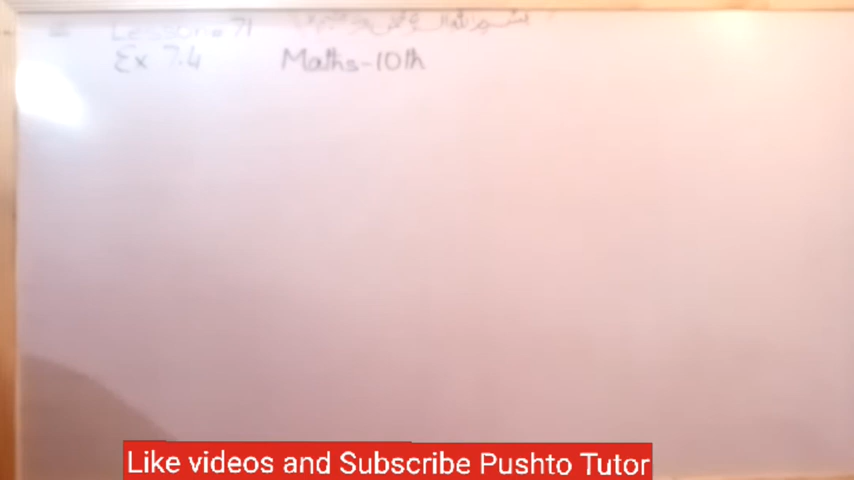 Lesson = 71
Ex 7.4 Maths-10th
Like videos and Subscribe Pushto Tutor